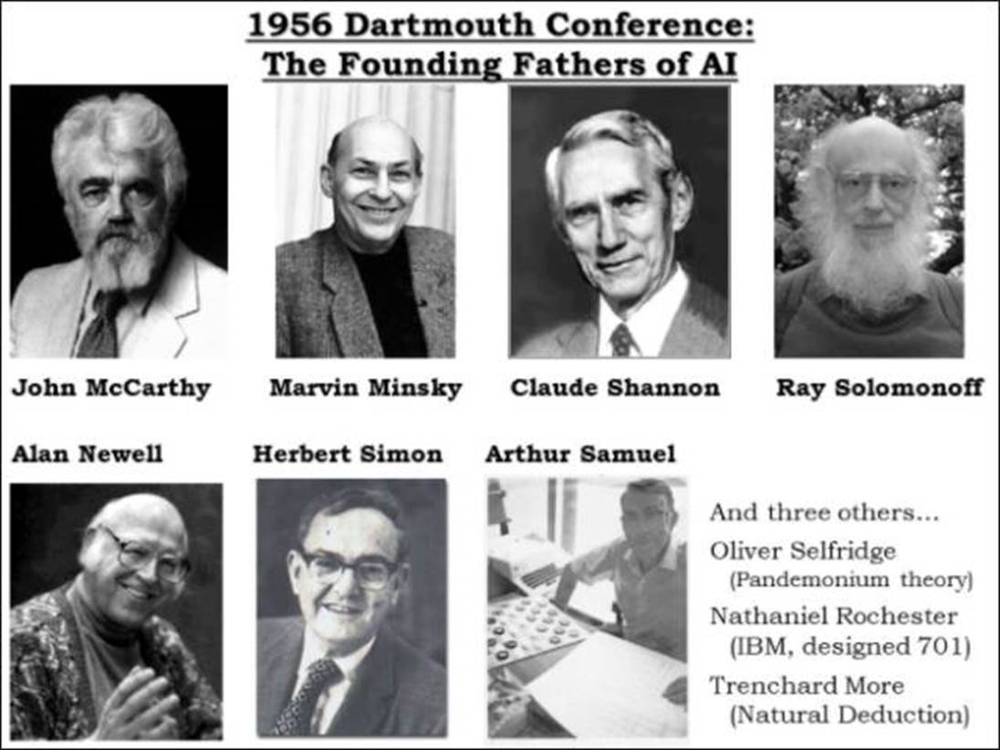 1956 Dartmouth Conference:
The Founding Fathers of AI
John McCarthy
Marvin Minsky
Claude Shannon
Ray Solomonoff
Alan Newell
Herbert Simon
Arthur Samuel
And three others...
Oliver Selfridge
(Pandemonium theory)
Nathaniel Rochester
(IBM, designed 701)
Trenchard More
(Natural Deduction)